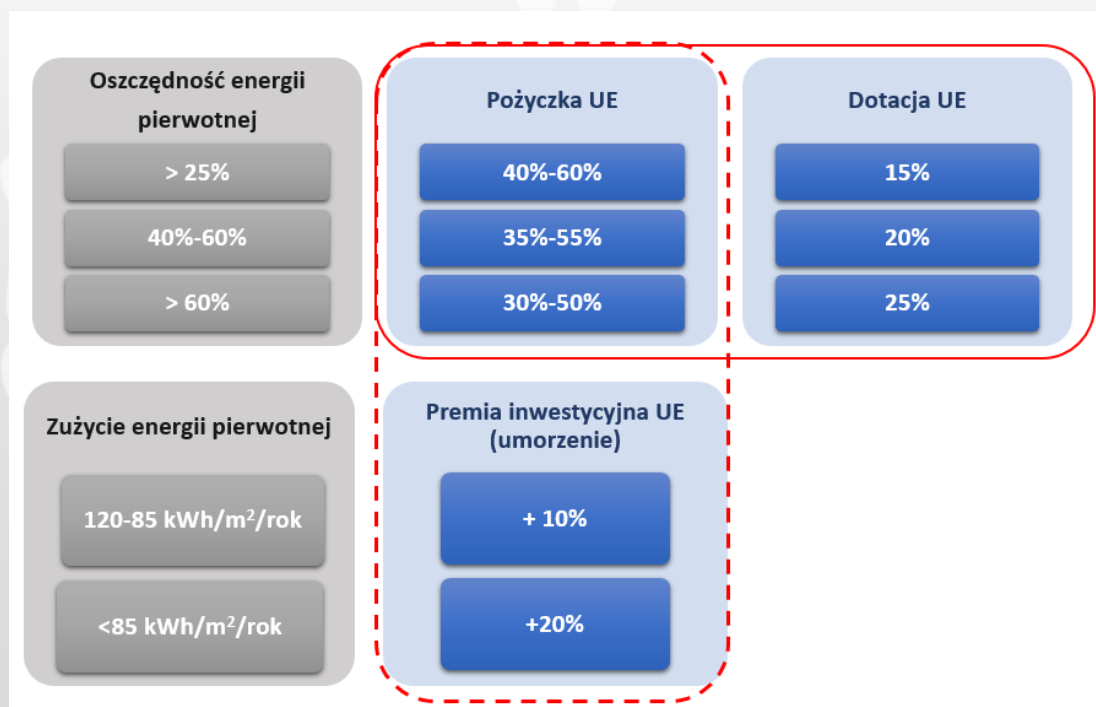 Oszczędność energii
pierwotnej
> 25%
40%-60%
> 60%
Pożyczka UE
40%-60%
35%-55%
30%-50%
Dotacja UE
15%
20%
25%
Zużycie energii pierwotnej
120-85 kWh/m²/rok
<85 kWh/m²/rok
Premia inwestycyjna UE
(umorzenie)
+ 10%
+20%